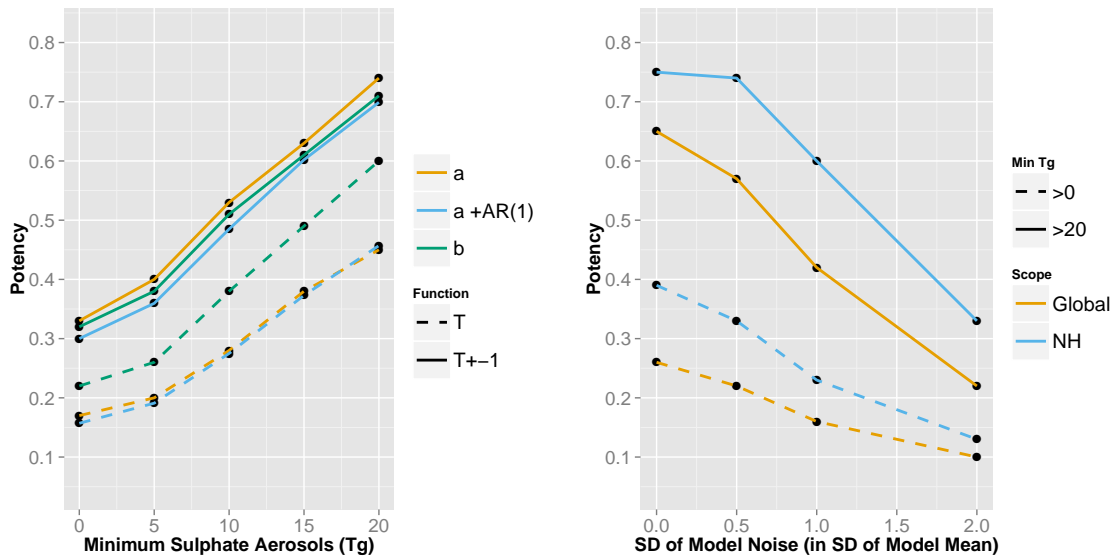 0.8
0.7
0.6
0.5
0.4
0.3
0.2
0.1
Potency
0 5 10 15 20
Minimum Sulphate Aerosols (Tg)
a
a +AR(1)
b
Function
T
T+−1
0.8
0.7
0.6
0.5
0.4
0.3
0.2
0.1
Potency
0.0 0.5 1.0 1.5 2.0
SD of Model Noise (in SD of Model Mean)
Min Tg
>0
>20
Scope
Global
NH